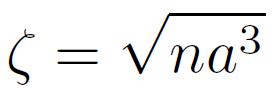 ζ = √(na³)